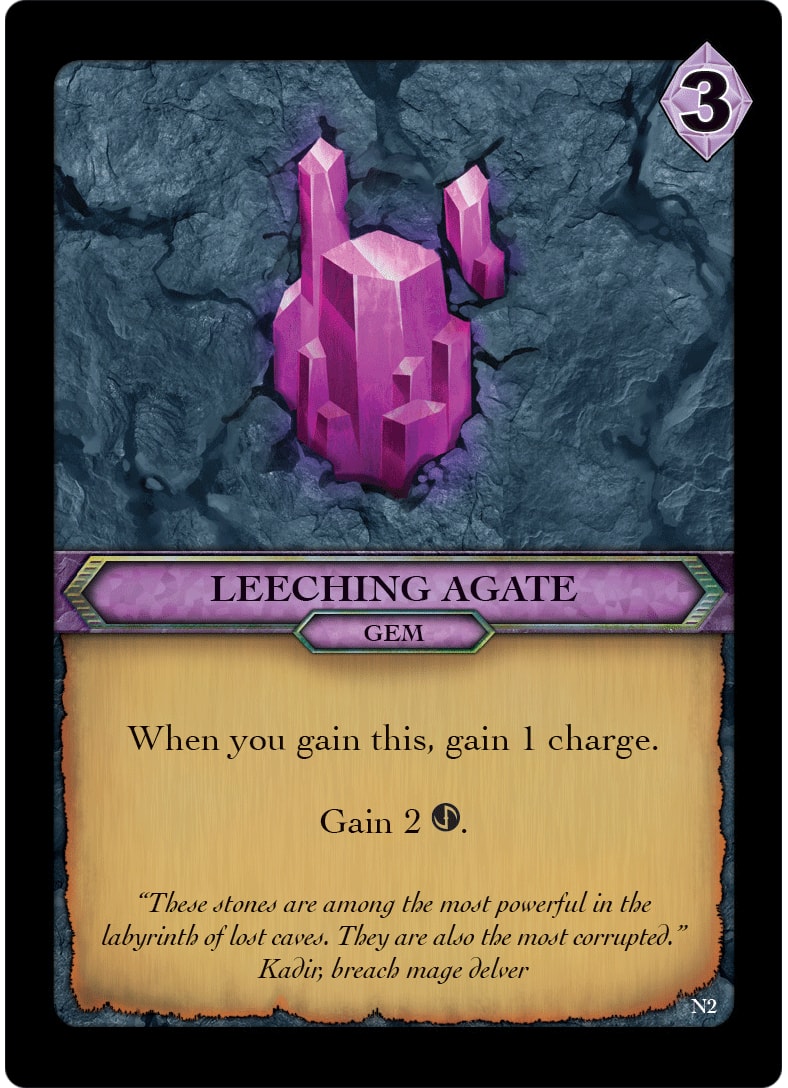 3
LEECHING AGATE
GEM
When you gain this, gain 1 charge.
Gain 2 .
“These stones are among the most powerful in the
labyrinth of lost caves. They are also the most corrupted.”
Kadir, breach mage delver
N2